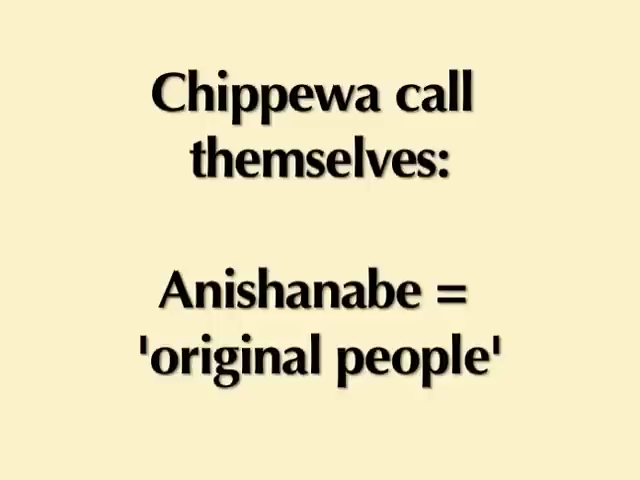 Chippewa call
themselves:
Anishanabe =
'original people'